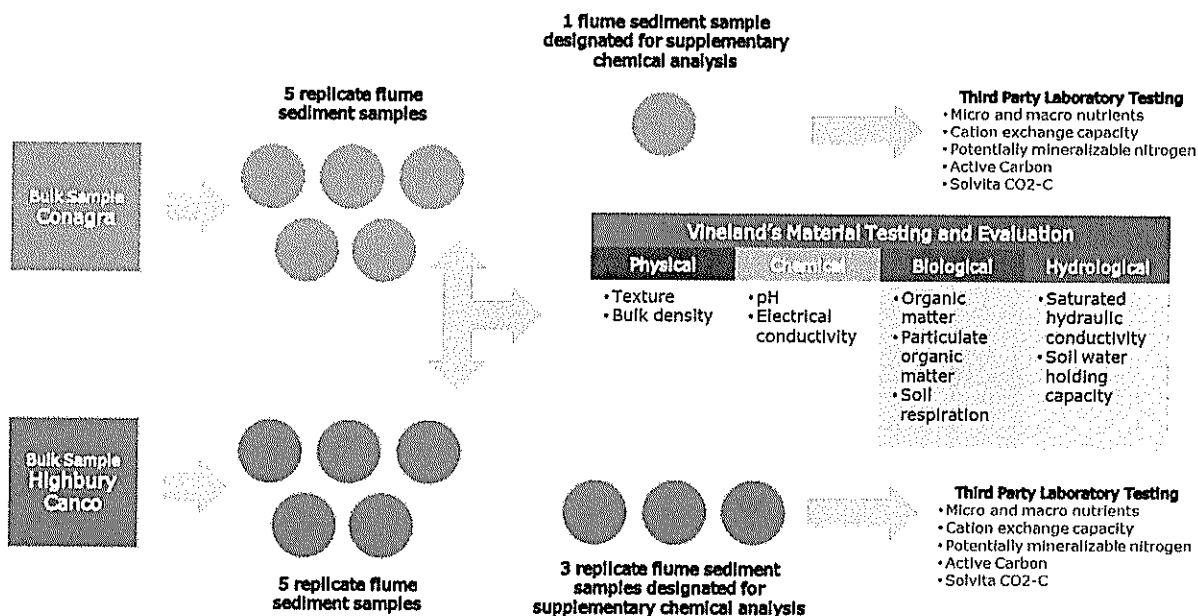 1 flume sediment sample
designated for supplementary
chemical analysis
5 replicate flume
sediment samples
Third Party Laboratory Testing
• Micro and macro nutrients
• Cation exchange capacity
• Potentially mineralizable nitrogen
• Active Carbon
• Solvita CO2-C
Bulk Sample
Conagra
Vineland's Material Testing and Evaluation
Physical
Chemical
Biological
Hydrological
• Texture
• Bulk density
• pH
• Electrical
conductivity
• Organic
matter
• Particulate
organic
matter
• Soil
respiration
• Saturated
hydraulic
conductivity
• Soil water
holding
capacity
Bulk Sample
Highbury
Canco
5 replicate flume
sediment samples
3 replicate flume sediment
samples designated for
supplementary chemical analysis
Third Party Laboratory Testing
• Micro and macro nutrients
• Cation exchange capacity
• Potentially mineralizable nitrogen
• Active Carbon
• Solvita CO2-C